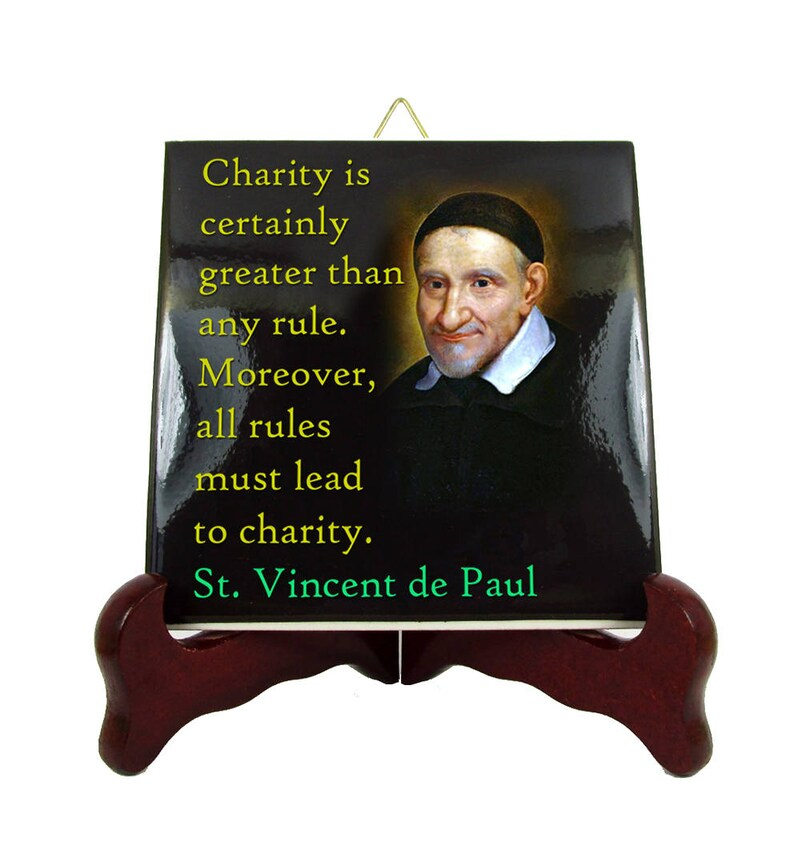 Charity is
certainly
greater than
any rule.
Moreover,
all rules
must lead
to charity.
St. Vincent de Paul